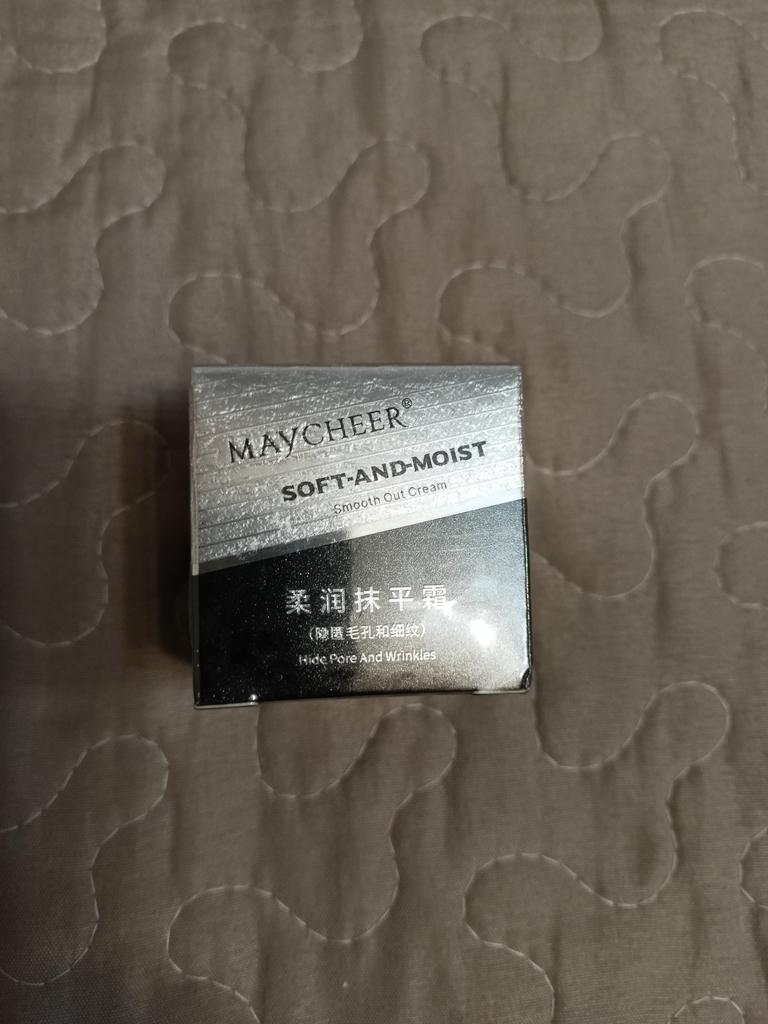 MAYCHEER®
SOFT-AND-MOIST
Smooth Out Cream
柔润抹平霜
(隐匿毛孔和细纹)
Hide Pore And Wrinkles